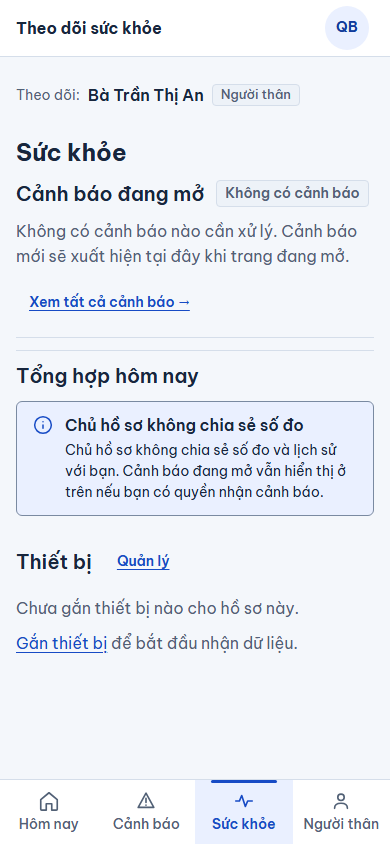 Theo dõi sức khỏe
QB
Theo dõi: Bà Trần Thị An Người thân
Sức khỏe
Cảnh báo đang mở Không có cảnh báo
Không có cảnh báo nào cần xử lý. Cảnh báo
mới sẽ xuất hiện tại đây khi trang đang mở.
Xem tất cả cảnh báo →
Tổng hợp hôm nay
Chủ hồ sơ không chia sẻ số đo
Chủ hồ sơ không chia sẻ số đo và lịch sử
với bạn. Cảnh báo đang mở vẫn hiển thị ở
trên nếu bạn có quyền nhận cảnh báo.
Thiết bị Quản lý
Chưa gắn thiết bị nào cho hồ sơ này.
Gắn thiết bị để bắt đầu nhận dữ liệu.
Hôm nay Cảnh báo Sức khỏe Người thân